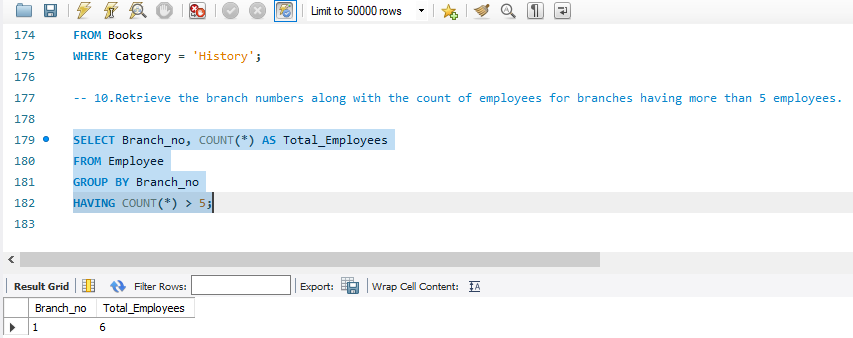 Limit to 50000 rows
174 FROM Books
175 WHERE Category = 'History';
176
177 -- 10.Retrieve the branch numbers along with the count of employees for branches having more than 5 employees.
178
179 SELECT Branch_no, COUNT(*) AS Total_Employees
180 FROM Employee
181 GROUP BY Branch_no
182 HAVING COUNT(*) > 5;
183
Result Grid Filter Rows: Export: Wrap Cell Content:
Branch_no Total_Employees
1 6